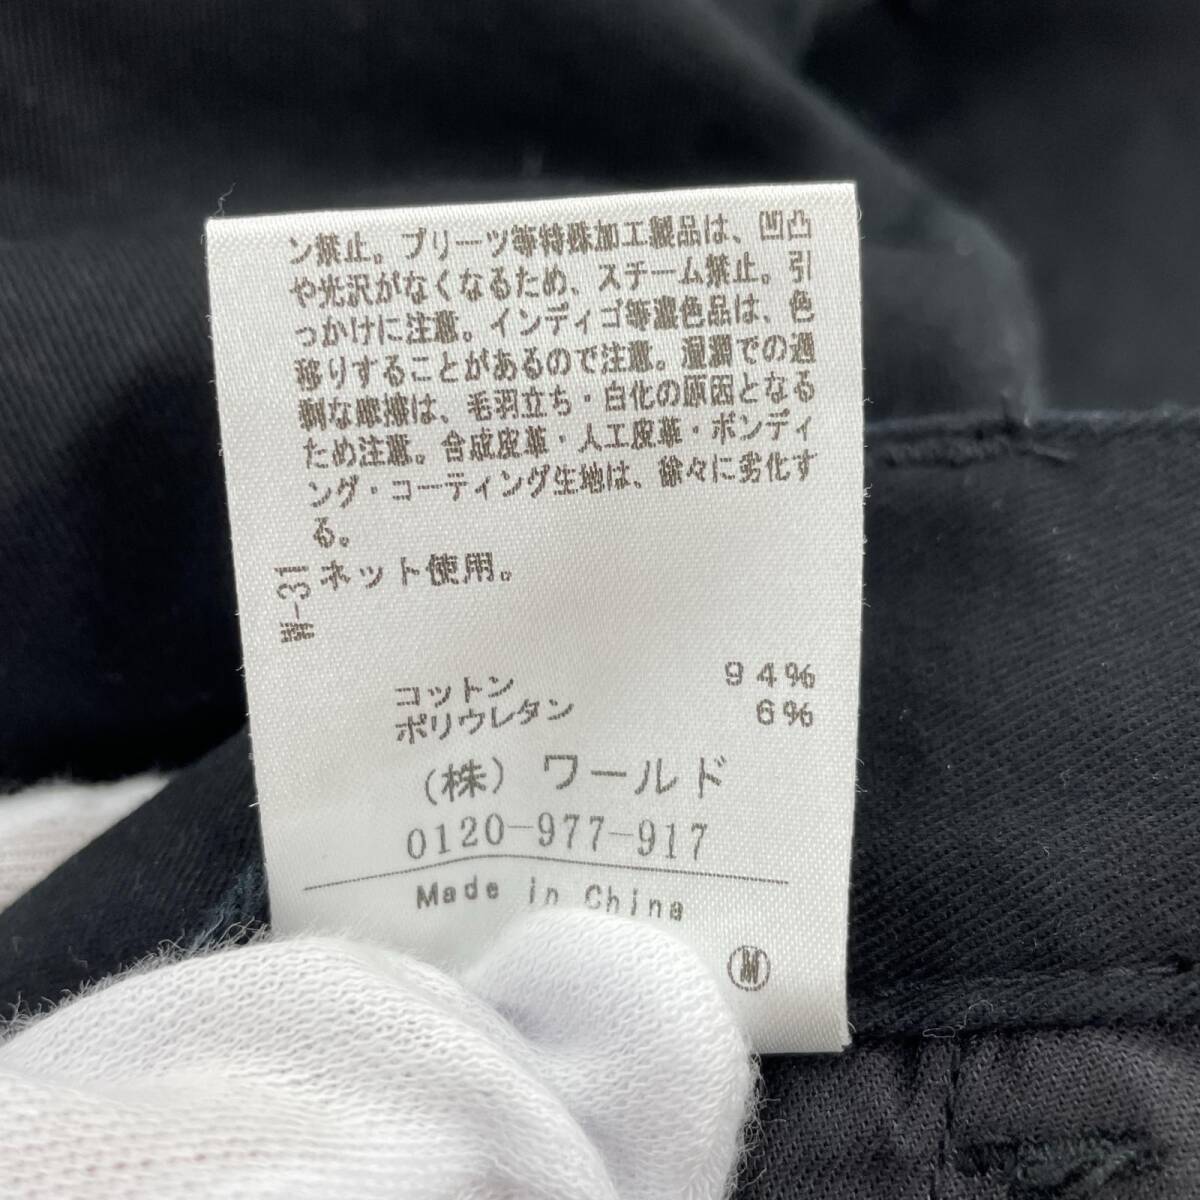 ン禁止。プリーツ等特殊加工製品は、凹凸
や光沢がなくなるため、スチーム禁止。引
っかけに注意。インディゴ等濃色品は、色
移りすることがあるので注意。湿潤での過
剰な摩擦は、毛羽立ち・白化の原因となる
ため注意。合成皮革・人工皮革・ボンディ
ング・コーティング生地は、徐々に劣化す
る。
ネット使用。
W-31
コットン 94%
ポリウレタン 6%
(株) ワールド
0120-977-917
Made in China
M